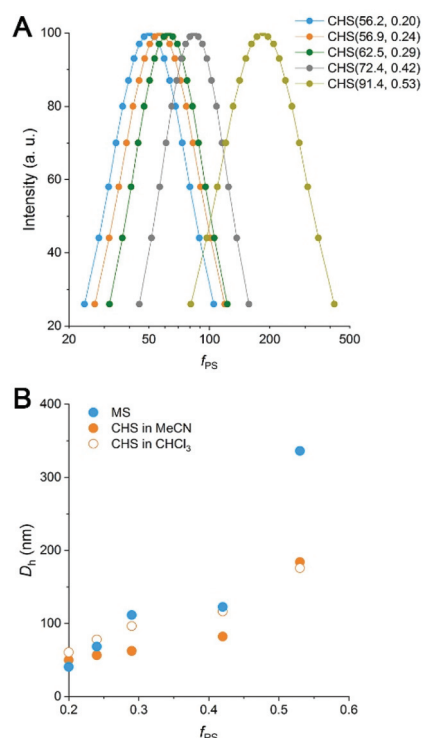 A
CHS(56.2, 0.20)
CHS(56.9, 0.24)
CHS(62.5, 0.29)
CHS(72.4, 0.42)
CHS(91.4, 0.53)
Intensity (a. u.)
100
80
60
40
20
20 50 100 200 500
fPS
B
MS
CHS in MeCN
CHS in CHCl3
Dh (nm)
400
300
200
100
0
0.2 0.3 0.4 0.5 0.6
fPS